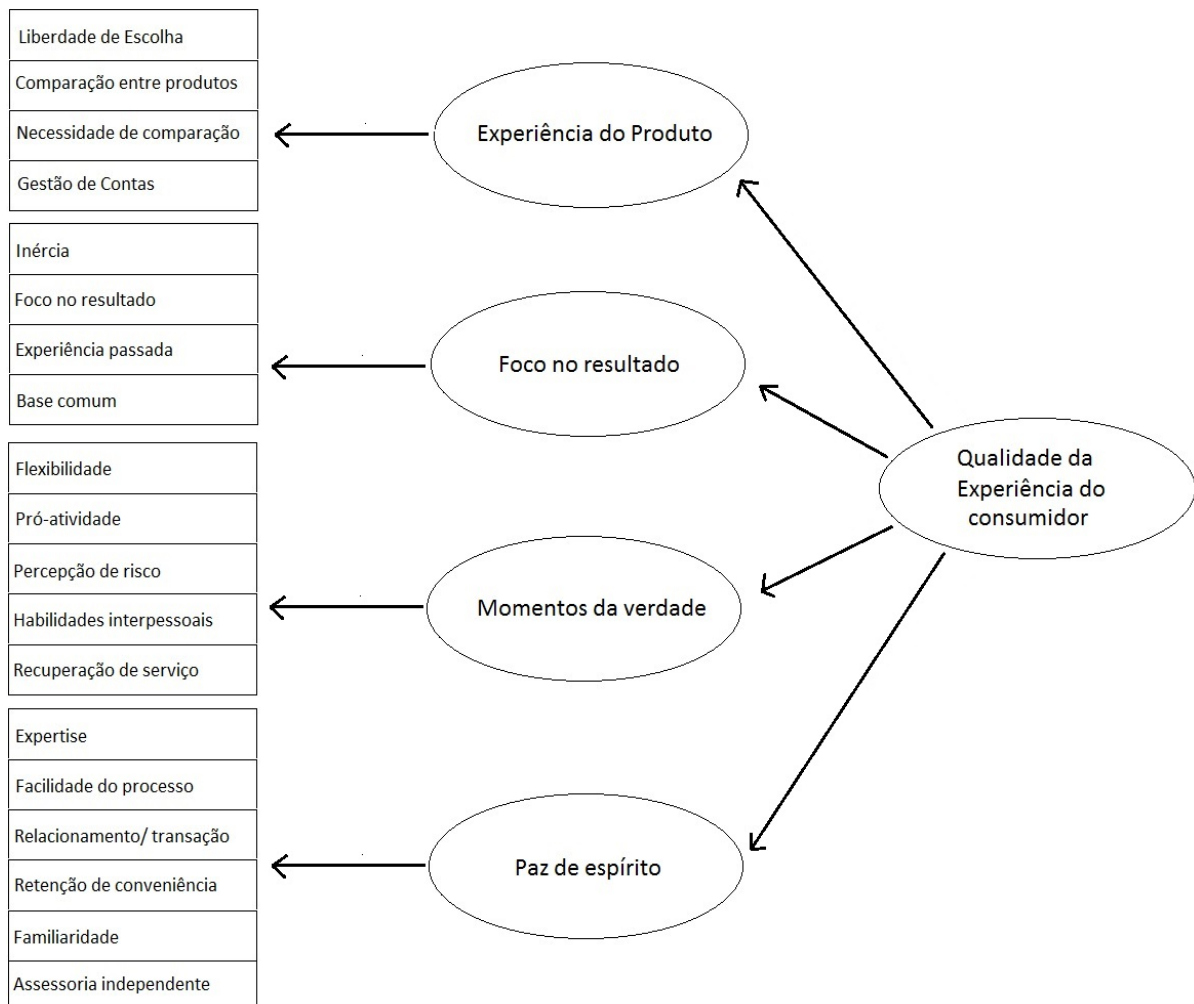 Liberdade de Escolha
Comparação entre produtos
Necessidade de comparação
Gestão de Contas
Experiência do Produto
Inércia
Foco no resultado
Experiência passada
Base comum
Foco no resultado
Flexibilidade
Pró-atividade
Percepção de risco
Habilidades interpessoais
Recuperação de serviço
Momentos da verdade
Expertise
Facilidade do processo
Relacionamento/ transação
Retenção de conveniência
Familiaridade
Assessoria independente
Paz de espírito
Qualidade da
Experiência do
consumidor